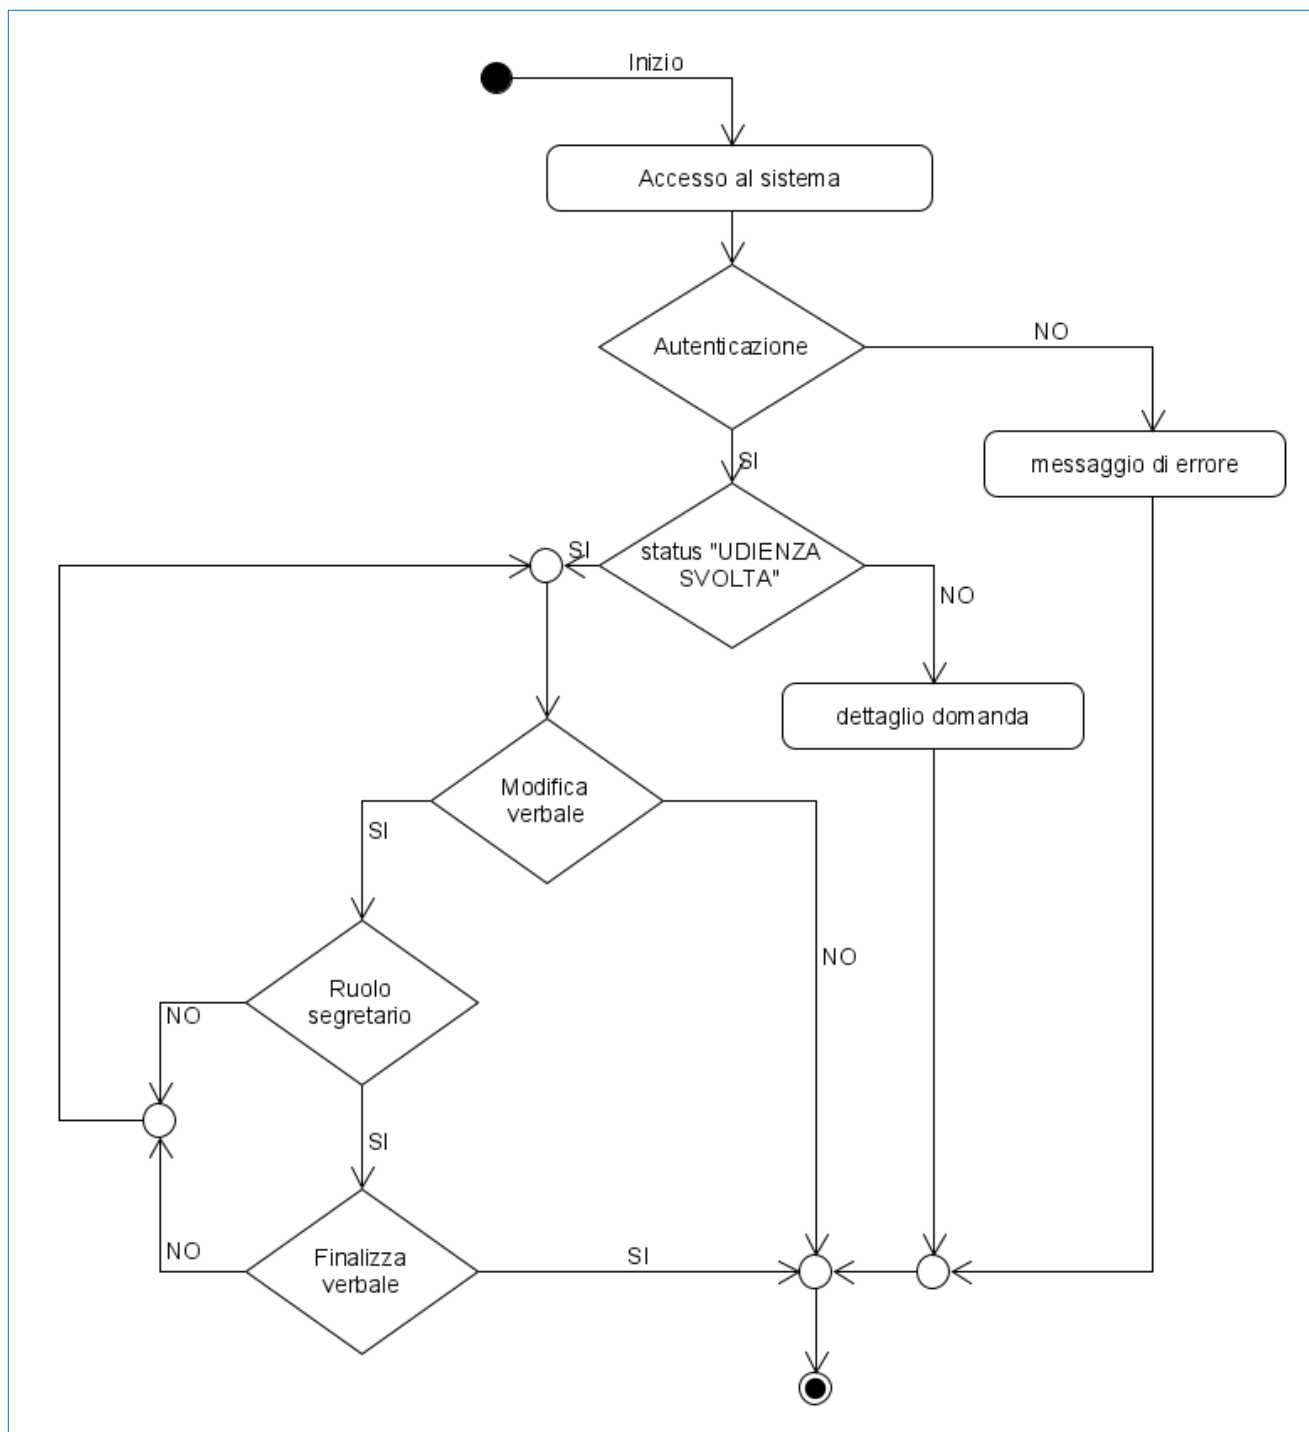 Inizio
Accesso al sistema
Autenticazione
NO
messaggio di errore
SI
status "UDIENZA
SVOLTA"
SI
NO
dettaglio domanda
Modifica
verbale
SI
NO
Ruolo
segretario
NO
SI
Finalizza
verbale
NO
SI